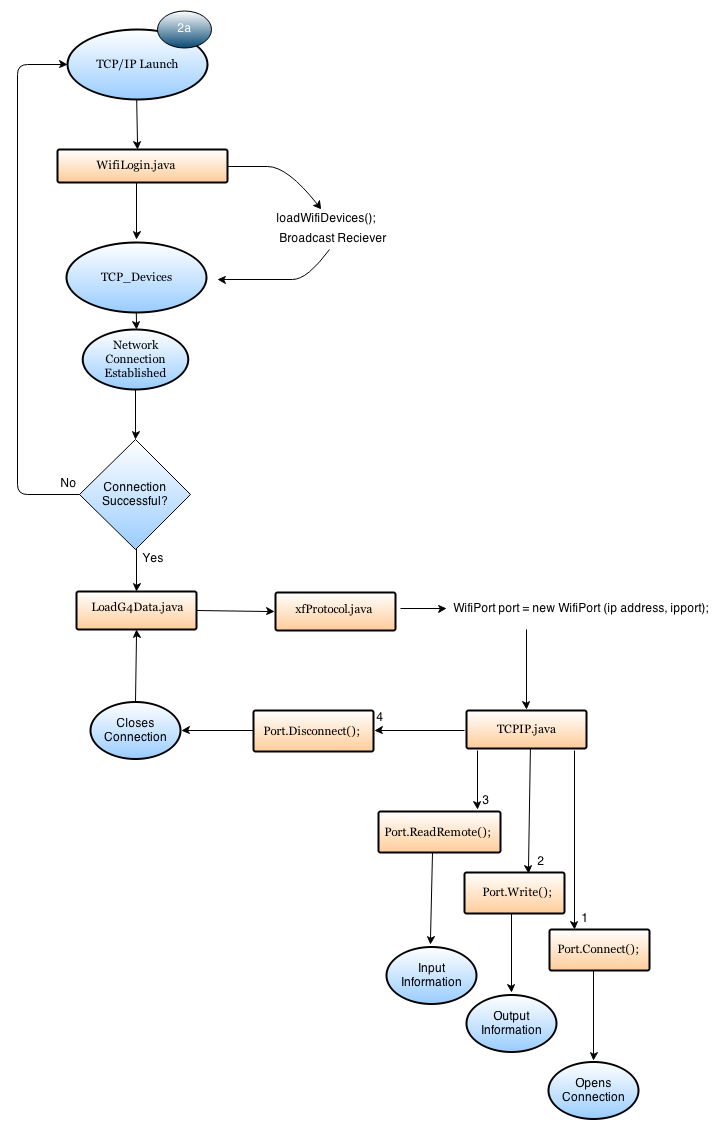 2a
TCP/IP Launch
WifiLogin.java
loadWifiDevices();
Broadcast Reciever
TCP_Devices
Network
Connection
Established
No
Connection
Successful?
Yes
LoadG4Data.java
xfProtocol.java
WifiPort port = new WifiPort (ip address, ipport);
Closes
Connection
Port.Disconnect();
4
TCPIP.java
3
Port.ReadRemote();
2
Port.Write();
1
Port.Connect();
Input
Information
Output
Information
Opens
Connection